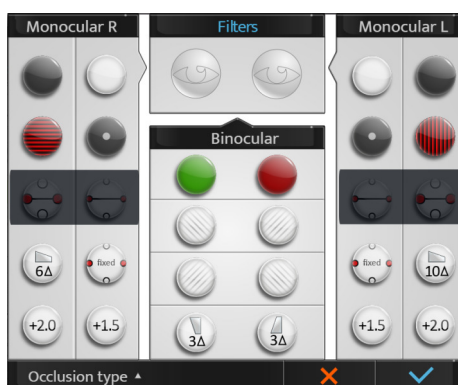 Monocular R
Filters
Monocular L
Binocular
6Δ
fixed
fixed
10Δ
+2.0
+1.5
3Δ
3Δ
+1.5
+2.0
Occlusion type